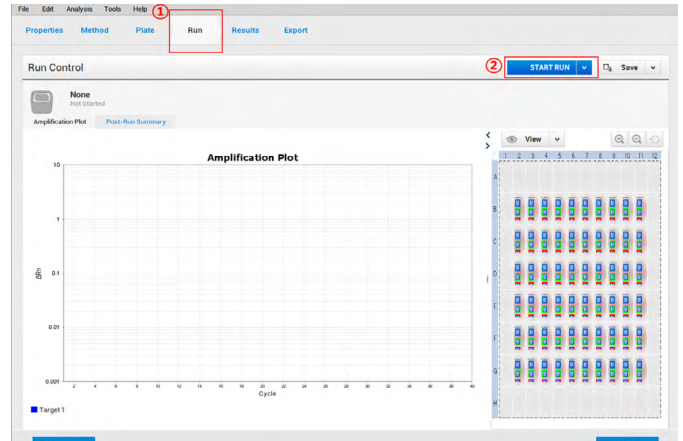 File Edit Analysis Tools Help ①
Properties Method Plate Run Results Export
Run Control ② START RUN Save
None
Not Started
Amplification Plot Post-Run Summary
View
Amplification Plot
1 2 3 4 5 6 7 8 9 10 11 12
A
B
C
D
E
F
G
H
10
1
0.1
0.01
0.001
ΔRn
2 4 6 8 10 12 14 16 18 20 22 24 26 28 30 32 34 36 38 40
Cycle
Target 1